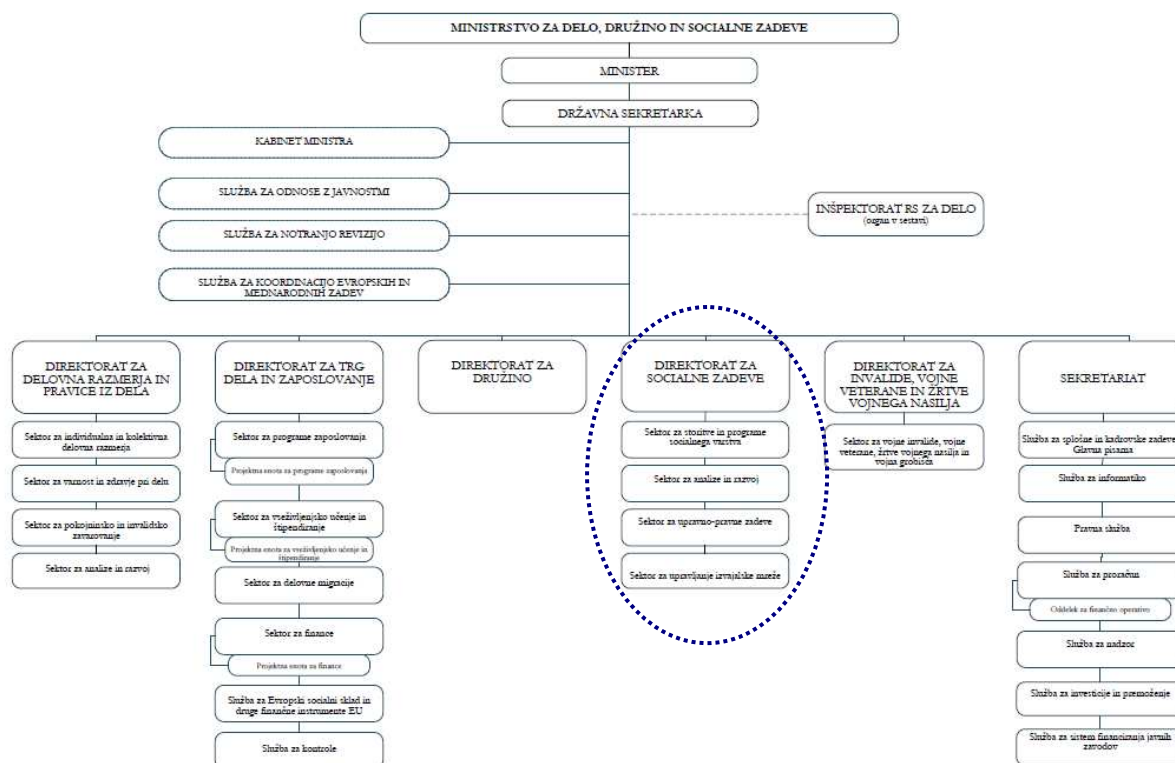 MINISTRSTVO ZA DELO, DRUŽINO IN SOCIALNE ZADEVE
MINISTER
DRŽAVNA SEKRETARKA
KABINET MINISTRA
SLUŽBA ZA ODNOSE Z JAVNOSTMI
INŠPEKTORAT RS ZA DELO
(organ v sestavi)
SLUŽBA ZA NOTRANJO REVIZIJO
SLUŽBA ZA KOORDINACIJO EVROPSKIH IN
MEDNARODNIH ZADEV
DIREKTORAT ZA
DELOVNA RAZMERJA IN
PRAVICE IZ DELA
Sektor za individualna in kolektivna
delovna razmerja
Sektor za varnost in zdravje pri delu
Sektor za pokojninsko in invalidsko
zavarovanje
Sektor za analize in razvoj
DIREKTORAT ZA TRG
DELA IN ZAPOSLOVANJE
Sektor za programe zaposlovanja
Projektna enota za programe zaposlovanja
Sektor za vseživljenjsko učenje in
štipendiranje
Projektna enota za vseživljenjsko učenje in
štipendiranje
Sektor za delovne migracije
Sektor za finance
Projektna enota za finance
Služba za Evropski socialni sklad in
druge finančne instrumente EU
Služba za kontrole
DIREKTORAT ZA
DRUŽINO
DIREKTORAT ZA
SOCIALNE ZADEVE
Sektor za storitve in programe
socialnega varstva
Sektor za analize in razvoj
Sektor za upravno-pravne zadeve
Sektor za upravljanje izvajalske mreže
DIREKTORAT ZA
INVALIDE, VOJNE
VETERANE IN ŽRTVE
VOJNEGA NASILJA
Sektor za vojne invalide, vojne
veterane, žrtve vojnega nasilja in
vojna grobišča
SEKRETARIAT
Služba za splošne in kadrovske zadeve
Glavna pisarna
Služba za informatiko
Pravna služba
Služba za proračun
Oddelek za finančno operativo
Služba za nadzor
Služba za investicije in premoženje
Služba za sistem financiranja javnih
zavodov